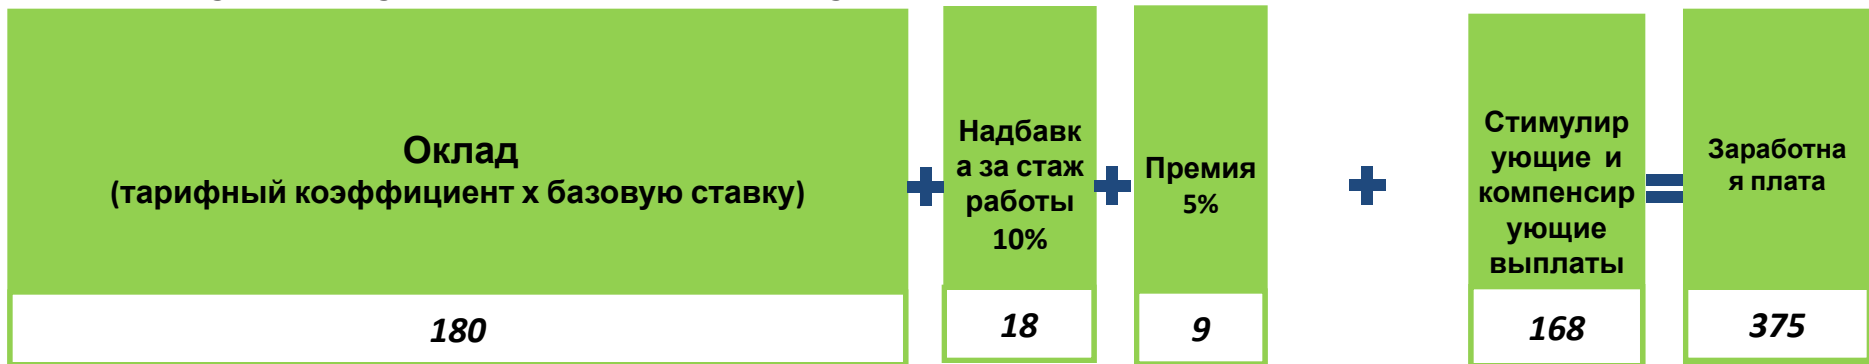 Оклад
(тарифный коэффициент х базовую ставку)
180
+
Надбавк
а за стаж
работы
10%
18
+
Премия
5%
9
+
Стимулир
ующие и
компенсир
ующие
выплаты
168
=
Заработна
я плата
375